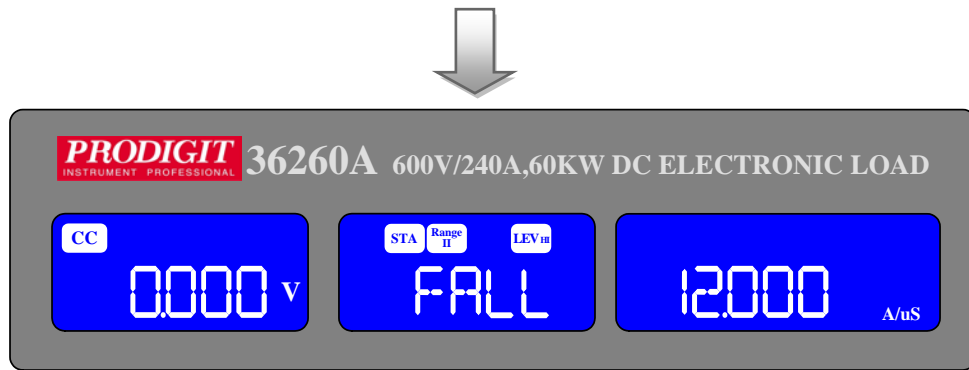 PRODIGIT
INSTRUMENT PROFESSIONAL
36260A 600V/240A,60KW DC ELECTRONIC LOAD
CC STA Range II LEV HI
0.000 V FALL 12.000 A/uS